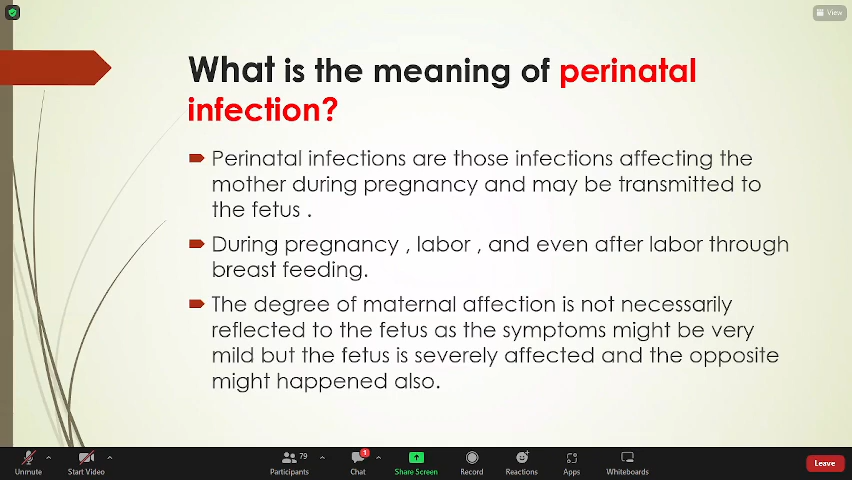 View
What is the meaning of perinatal
infection?
Perinatal infections are those infections affecting the
mother during pregnancy and may be transmitted to
the fetus .
During pregnancy , labor , and even after labor through
breast feeding.
The degree of maternal affection is not necessarily
reflected to the fetus as the symptoms might be very
mild but the fetus is severely affected and the opposite
might happened also.
Unmute
Start Video
Participants 79
Chat 1
Share Screen
Record
Reactions
Apps
Whiteboards
Leave